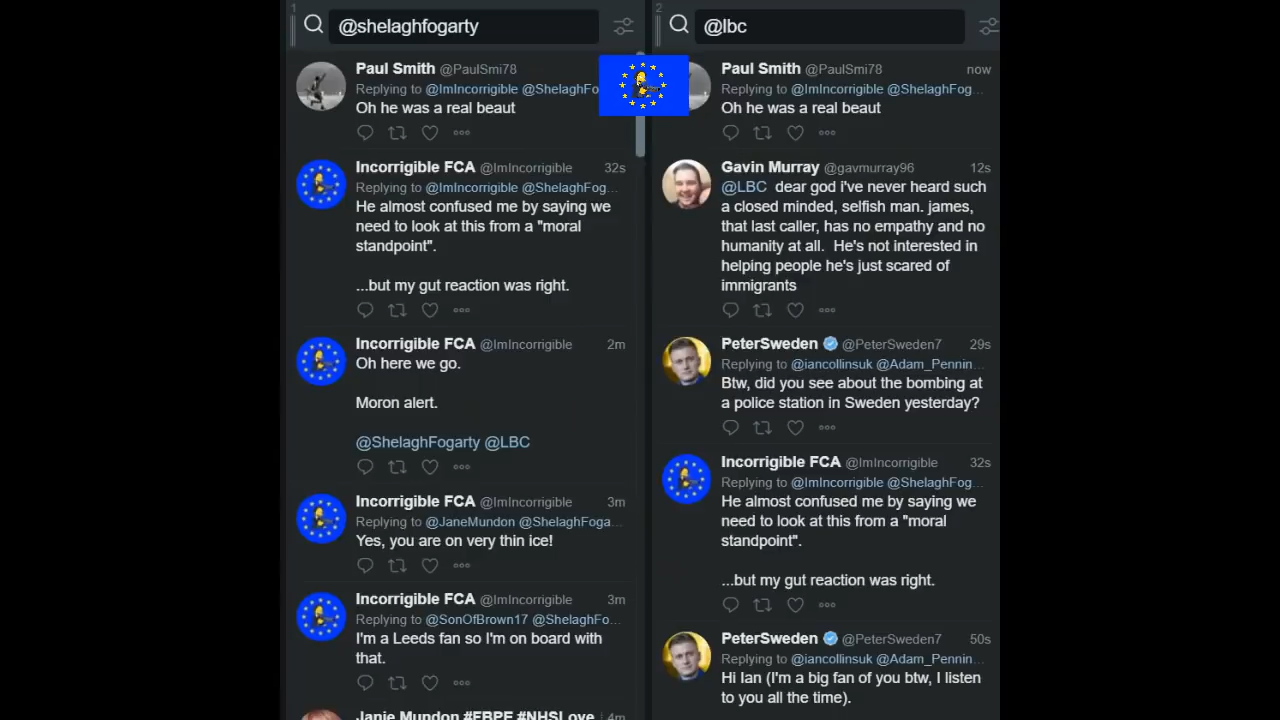 1
@shelaghfogarty
Paul Smith @PaulSmi78
Replying to @ImIncorrigible @ShelaghFo
Oh he was a real beaut
Incorrigible FCA @ImIncorrigible 32s
Replying to @ImIncorrigible @ShelaghFog...
He almost confused me by saying we
need to look at this from a "moral
standpoint".
...but my gut reaction was right.
Incorrigible FCA @ImIncorrigible 2m
Oh here we go.
Moron alert.
@ShelaghFogarty @LBC
Incorrigible FCA @ImIncorrigible 3m
Replying to @JaneMundon @ShelaghFoga...
Yes, you are on very thin ice!
Incorrigible FCA @ImIncorrigible 3m
Replying to @SonOfBrown17 @ShelaghFo...
I'm a Leeds fan so I'm on board with
that.
Janie Mundon #FBPE #NHSLove 4m
2
@lbc
Paul Smith @PaulSmi78 now
Replying to @ImIncorrigible @ShelaghFog...
Oh he was a real beaut
Gavin Murray @gavmurray96 12s
@LBC dear god i've never heard such
a closed minded, selfish man. james,
that last caller, has no empathy and no
humanity at all. He's not interested in
helping people he's just scared of
immigrants
PeterSweden @PeterSweden7 29s
Replying to @iancollinsuk @Adam_Pennin...
Btw, did you see about the bombing at
a police station in Sweden yesterday?
Incorrigible FCA @ImIncorrigible 32s
Replying to @ImIncorrigible @ShelaghFog...
He almost confused me by saying we
need to look at this from a "moral
standpoint".
...but my gut reaction was right.
PeterSweden @PeterSweden7 50s
Replying to @iancollinsuk @Adam_Pennin...
Hi Ian (I'm a big fan of you btw, I listen
to you all the time).